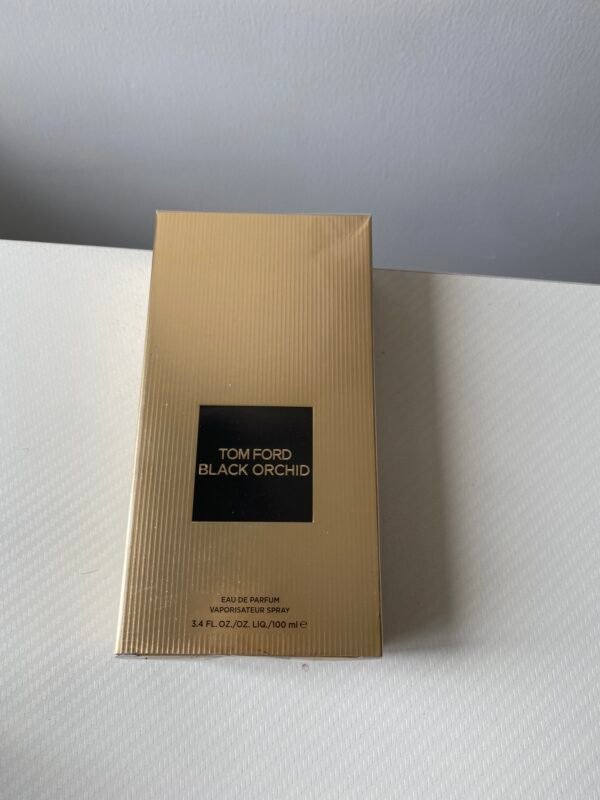 TOM FORD
BLACK ORCHID
EAU DE PARFUM
VAPORISATEUR SPRAY
3.4 FL. OZ./OZ. LIQ./100 ml ℮